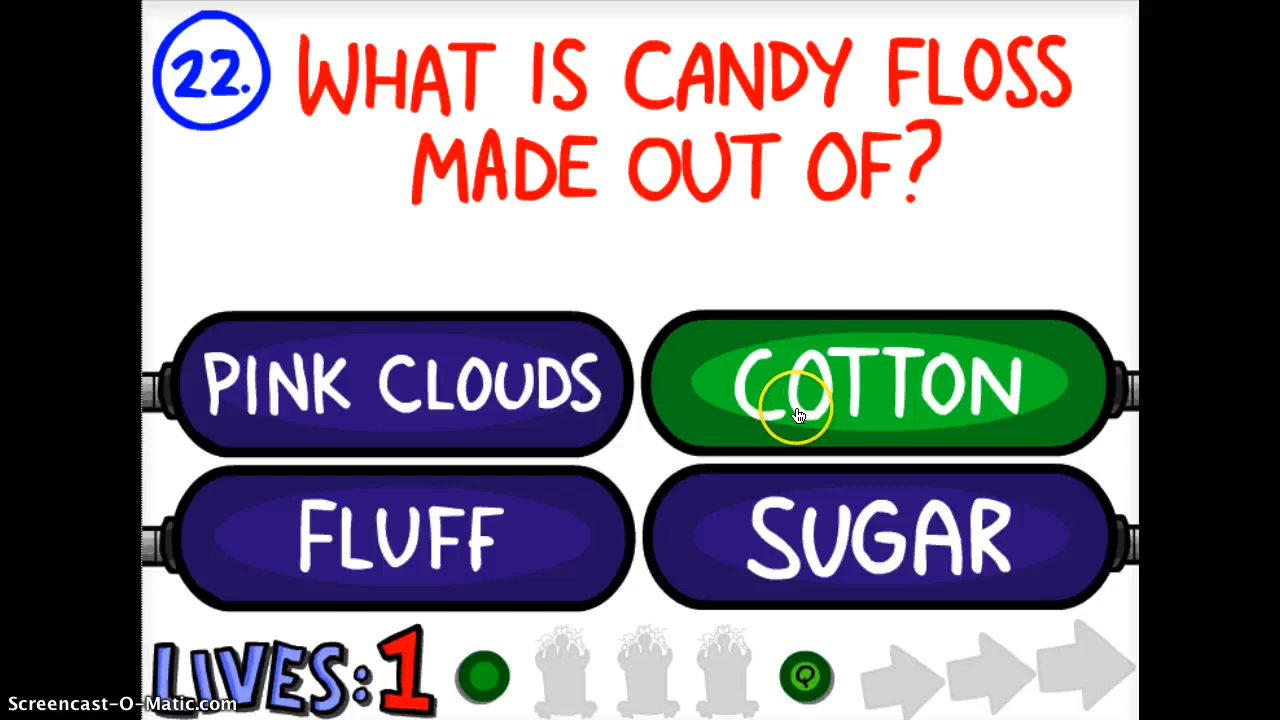 22.
WHAT IS CANDY FLOSS
MADE OUT OF?
PINK CLOUDS
COTTON
FLUFF
SUGAR
LIVES: 1
Q
Screencast-O-Matic.com